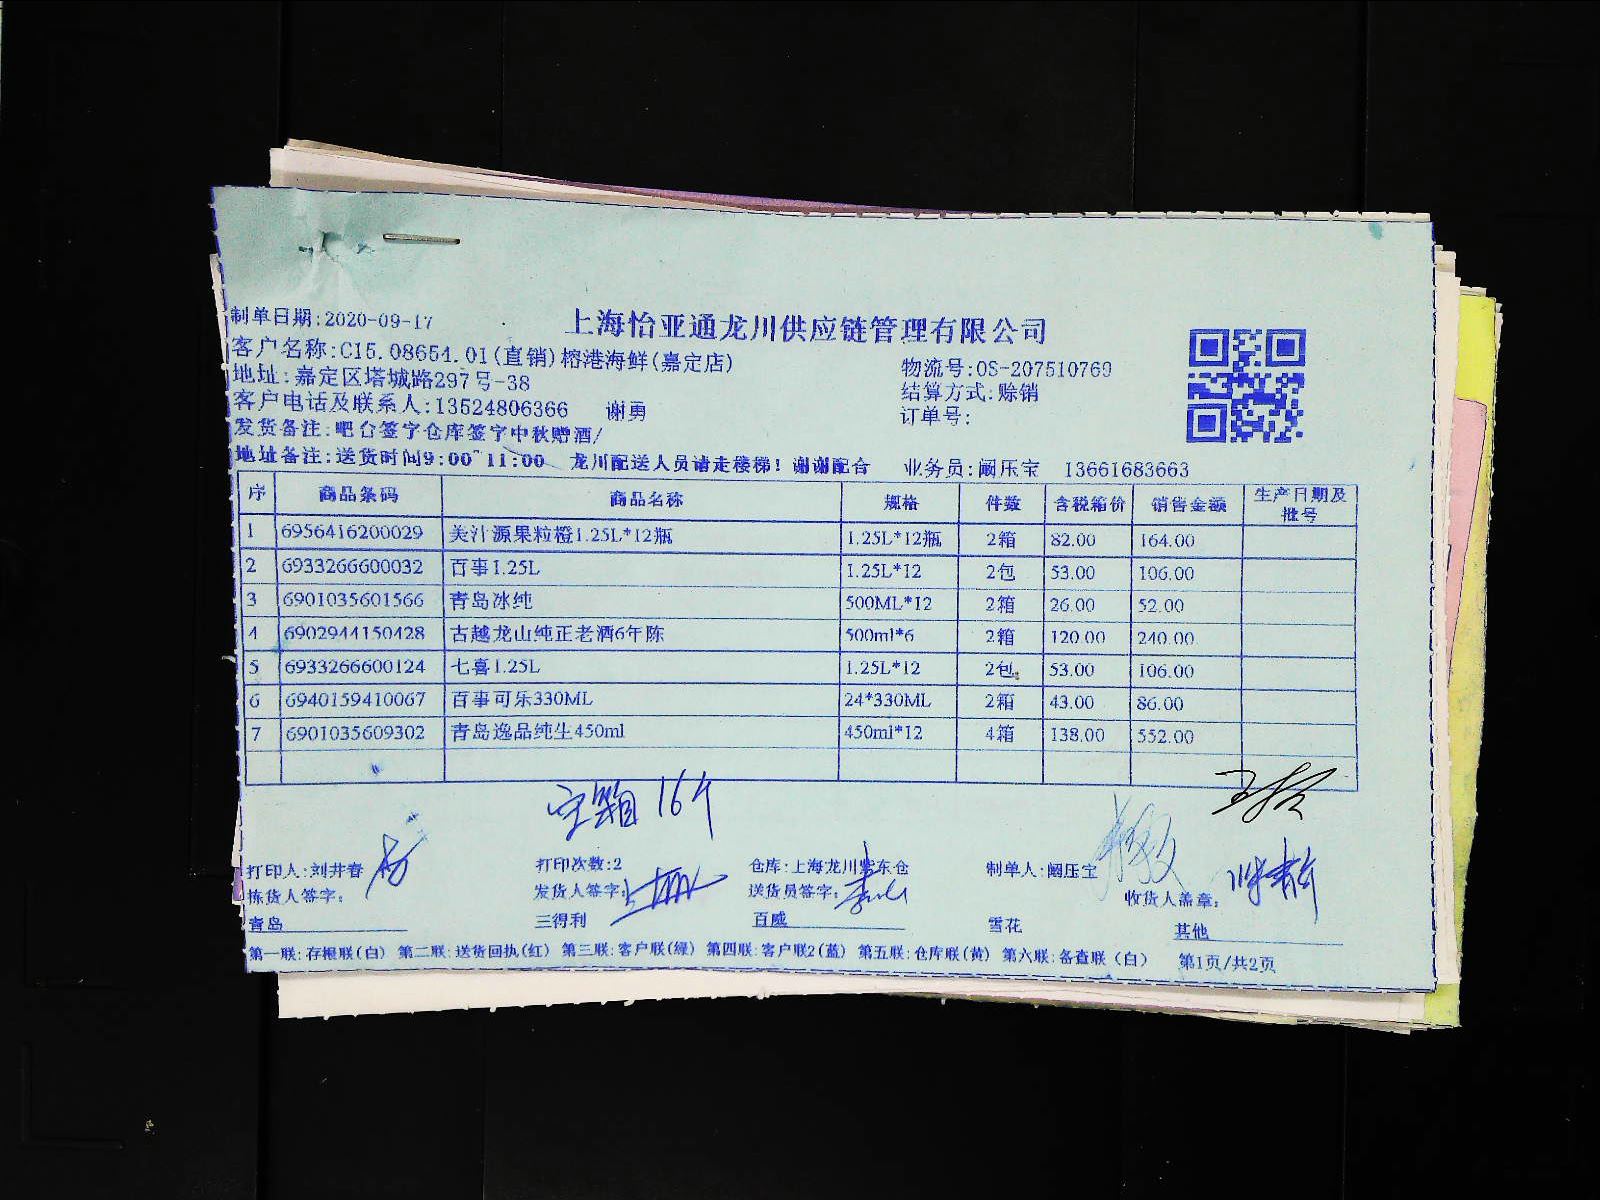 制单日期:2020-09-17
上海怡亚通龙川供应链管理有限公司
客户名称:C15.08654.01(直销)榕港海鲜(嘉定店)
物流号:OS-207510769
地址:嘉定区塔城路297号-38
结算方式:赊销
客户电话及联系人:13524806366 谢勇
订单号:
发货备注:吧台签字仓库签字中秋赠酒/
地址备注:送货时间9:00~11:00 龙川配送人员请走楼梯!谢谢配合 业务员:阚压宝 13661683663
序 商品条码 商品名称 规格 件数 含税箱价 销售金额 生产日期及批号
1 6956416200029 美汁源果粒橙1.25L*12瓶 1.25L*12瓶 2箱 82.00 164.00
2 6933266600032 百事1.25L 1.25L*12 2包 53.00 106.00
3 6901035601566 青岛冰纯 500ML*12 2箱 26.00 52.00
4 6902944150428 古越龙山纯正老酒6年陈 500ml*6 2箱 120.00 240.00
5 6933266600124 七喜1.25L 1.25L*12 2包 53.00 106.00
6 6940159410067 百事可乐330ML 24*330ML 2箱 43.00 86.00
7 6901035609302 青岛逸品纯生450ml 450ml*12 4箱 138.00 552.00
空箱 16个
打印人:刘井春 打印次数:2 仓库:上海龙川 东仓 制单人:阚压宝
拣货人签字: 发货人签字: 送货员签字: 收货人盖章:
青岛 三得利 百威 雪花 其他
第一联:存根联(白) 第二联:送货回执(红) 第三联:客户联(绿) 第四联:客户联2(蓝) 第五联:仓库联(黄) 第六联:备查联(白) 第1页/共2页